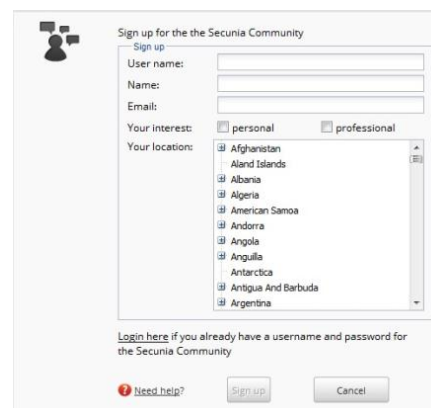 Sign up for the the Secunia Community
Sign up
User name:
Name:
Email:
Your interest: personal professional
Your location: Afghanistan
Aland Islands
Albania
Algeria
American Samoa
Andorra
Angola
Anguilla
Antarctica
Antigua And Barbuda
Argentina
Login here if you already have a username and password for
the Secunia Community
Need help? Sign up Cancel